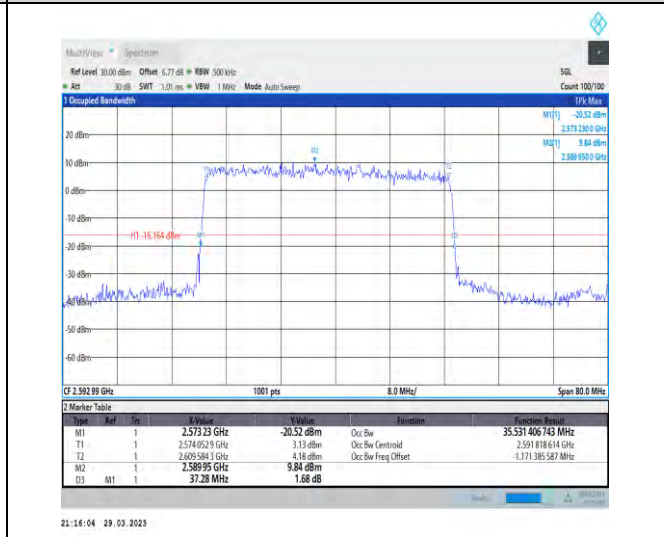 MultiView Spectrum
Ref Level 30.00 dBm Offset 6.77 dB RBW 500 kHz SGL
Att 30 dB SWT 1.01 ms VBW 1 MHz Mode Auto Sweep Count 100/100
1 Occupied Bandwidth 1Pk Max
M1[1] -20.52 dBm
2.573 230 0 GHz
M2[1] 9.84 dBm
2.589 950 0 GHz
20 dBm
M2
10 dBm
T1 T2
0 dBm
-10 dBm
H1 -16.164 dBm M1 D3
-20 dBm
-30 dBm
-40 dBm
-50 dBm
-60 dBm
CF 2.592 99 GHz 1001 pts 8.0 MHz/ Span 80.0 MHz
2 Marker Table
Type Ref Trc X-Value Y-Value Function Function Result
M1 1 2.573 23 GHz -20.52 dBm Occ Bw 35.531 406 743 MHz
T1 1 2.574 052 9 GHz 3.13 dBm Occ Bw Centroid 2.591 818 614 GHz
T2 1 2.609 584 3 GHz 4.18 dBm Occ Bw Freq Offset -1.171 385 587 MHz
M2 1 2.589 95 GHz 9.84 dBm
D3 M1 1 37.28 MHz 1.68 dB
21:16:04 29.03.2023